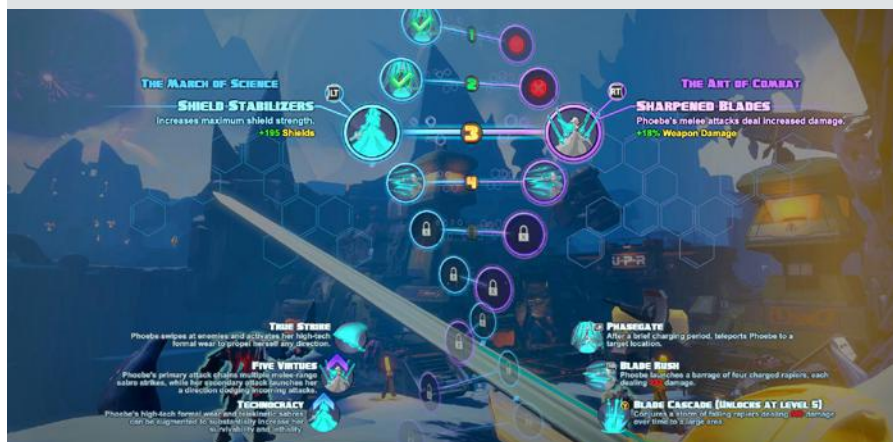 1
2
THE MARCH OF SCIENCE
THE ART OF COMBAT
LT
RT
SHIELD STABILIZERS
Increases maximum shield strength.
+195 Shields
3
SHARPENED BLADES
Phoebe's melee attacks deal increased damage.
+18% Weapon Damage
4
U-P-R
TRUE STRIKE
Phoebe swipes at enemies and activates her high-tech
formal wear to propel herself any direction.
FIVE VIRTUES
Phoebe's primary attack chains multiple melee-range
sabre strikes, while her secondary attack launches her
a direction dodging incoming attacks.
TECHNOCRACY
Phoebe's high-tech formal wear and telekinetic sabres
can be augmented to substantially increase her
survivability and lethality.
PHASEGATE
After a brief charging period, teleports Phoebe to a
target location.
BLADE RUSH
Phoebe launches a barrage of four charged rapiers, each
dealing damage.
BLADE CASCADE (UNLOCKS AT LEVEL 5)
Y
Conjures a storm of falling rapiers dealing damage
over time to a large area.